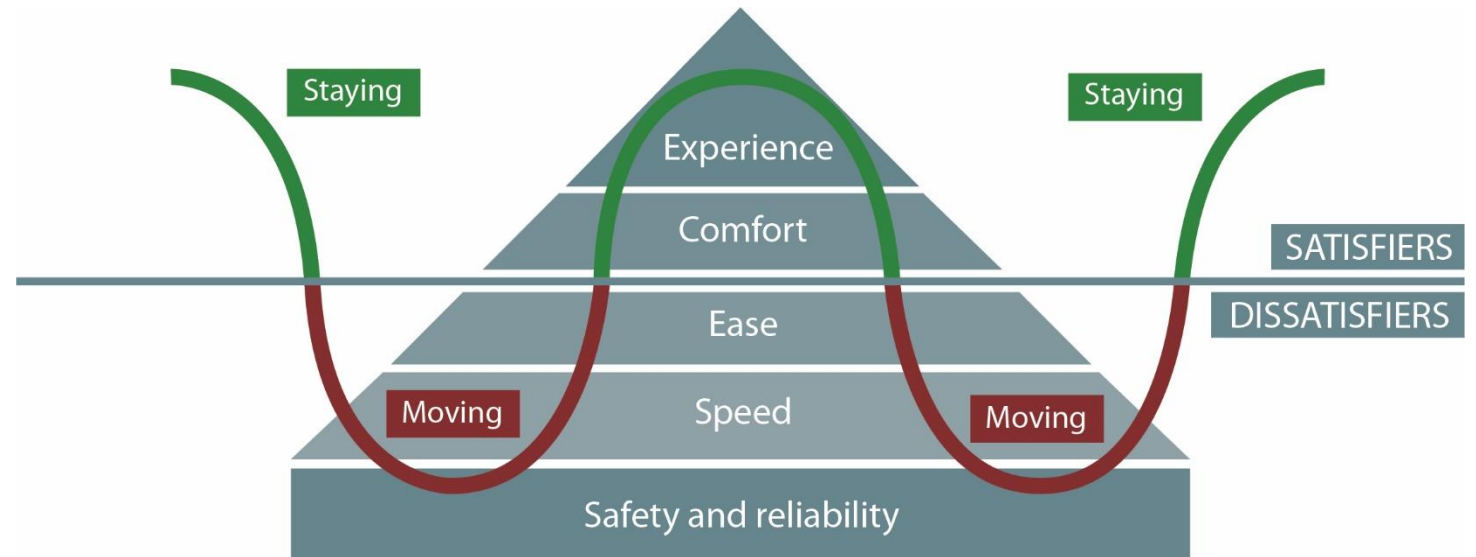 Staying
Staying
Experience
Comfort
SATISFIERS
DISSATISFIERS
Ease
Moving
Speed
Moving
Safety and reliability